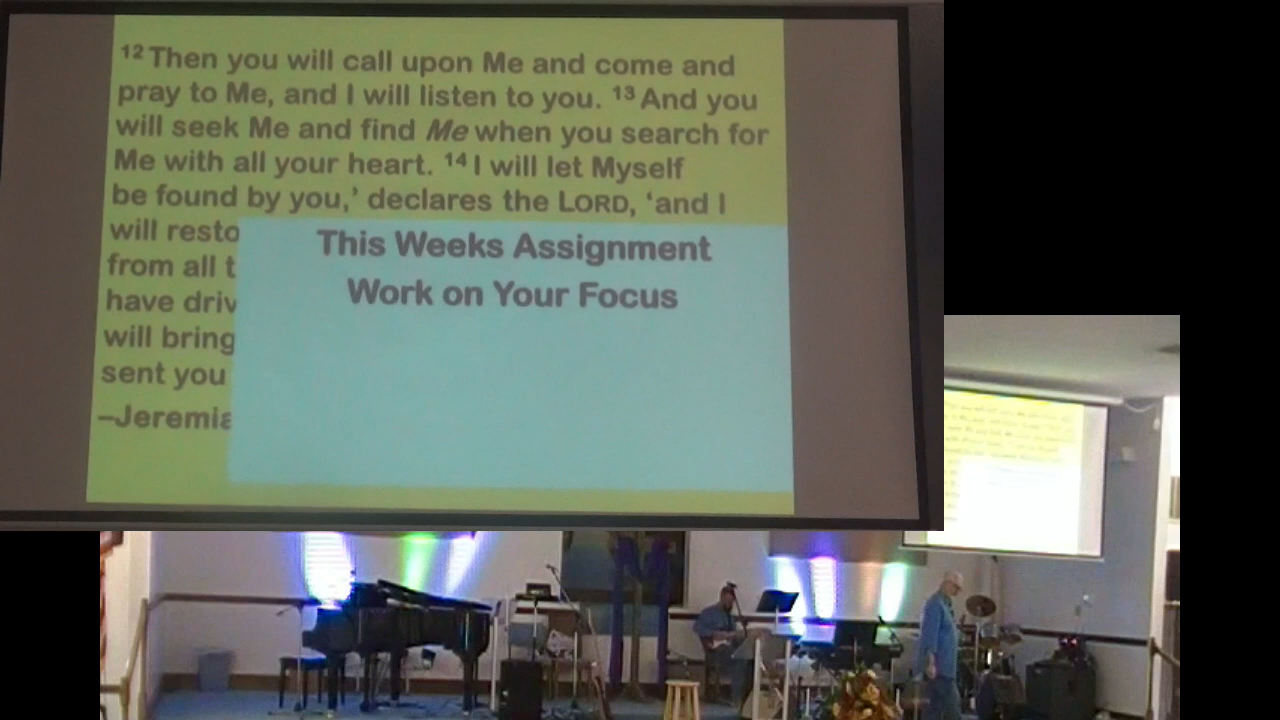 12 Then you will call upon Me and come and
pray to Me, and I will listen to you. 13 And you
will seek Me and find Me when you search for
Me with all your heart. 14 I will let Myself
be found by you,’ declares the LORD, ‘and I
will resto
from all t
have driv
will bring
sent you
–Jeremia
This Weeks Assignment
Work on Your Focus